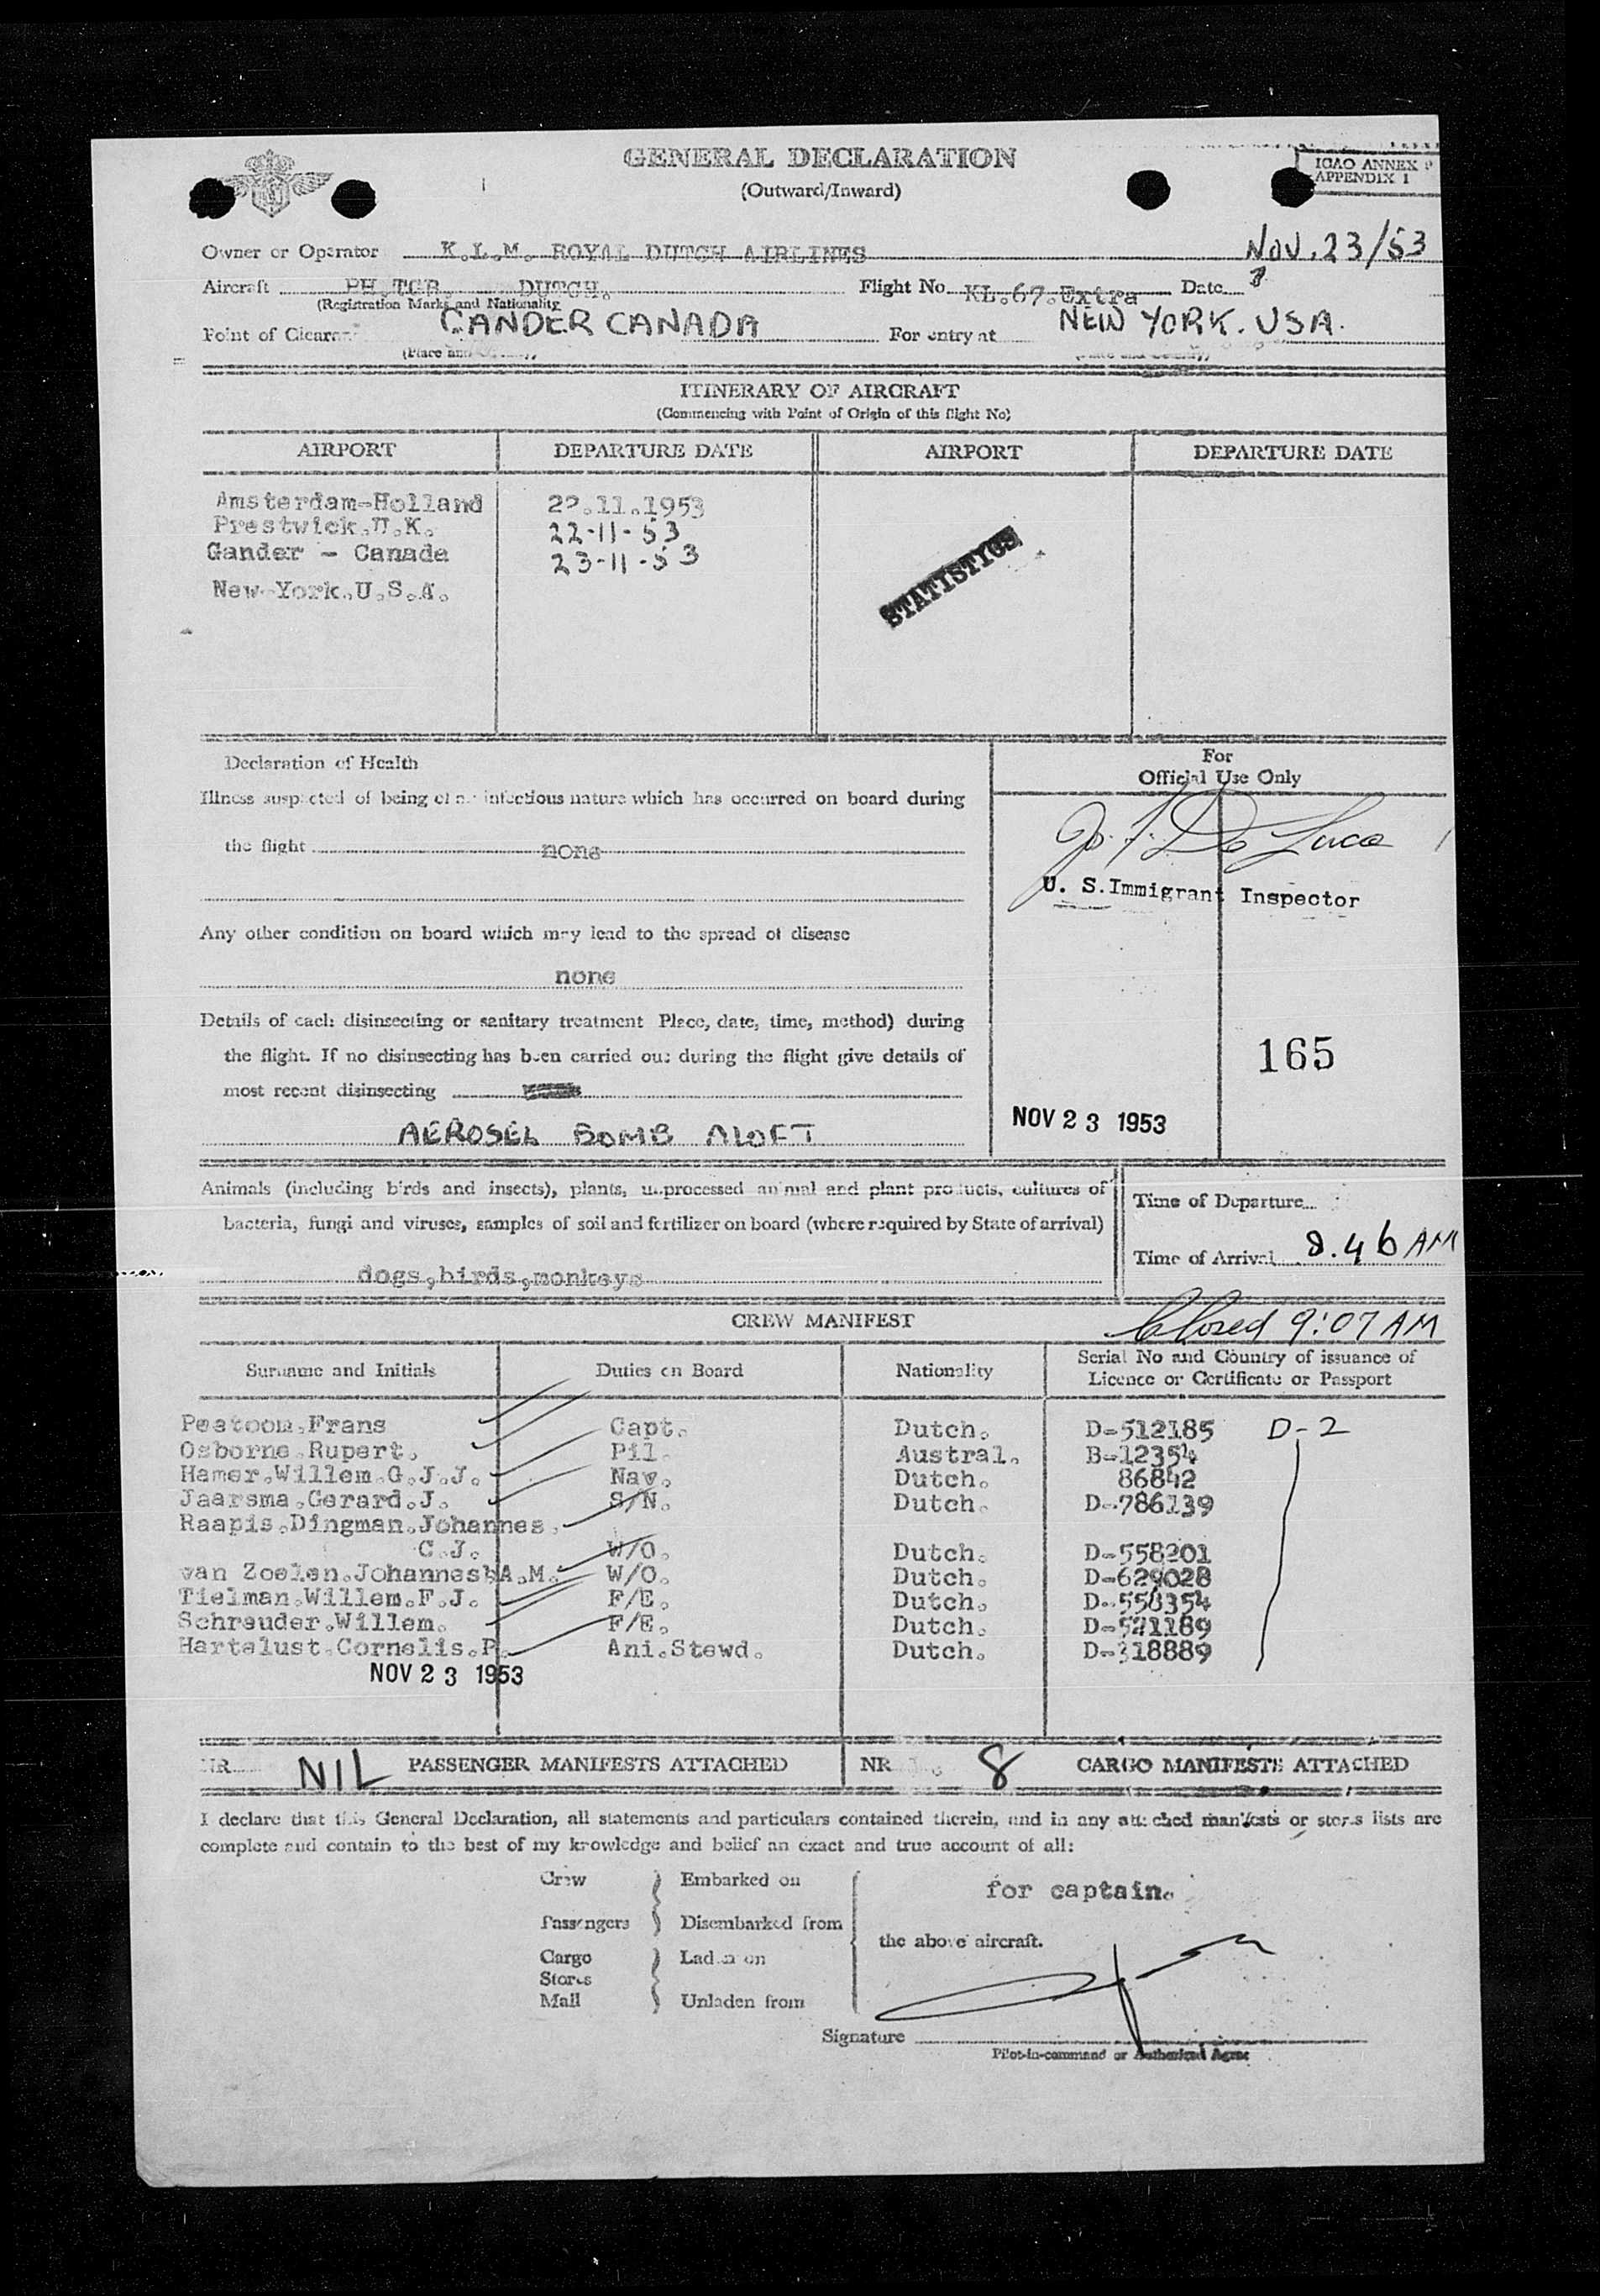 GENERAL DECLARATION
(Outward/Inward)
ICAO ANNEX 9
APPENDIX 1
Owner or Operator K.L.M. ROYAL DUTCH AIRLINES NOV. 23/53
Aircraft DUTCH. Flight No KL.67.Extra Date
(Registration Marks and Nationality
Point of GANDER CANADA For entry at NEW YORK. USA.
ITINERARY OF AIRCRAFT
(Commencing with Point of Origin of this flight No)
AIRPORT DEPARTURE DATE AIRPORT DEPARTURE DATE
Amsterdam-Holland 22.11.1953
Prestwick.U.K. 22-11-53
Gander - Canada 23-11-53
New-York.U.S.A.
STATISTICS
Declaration of Health
For
Official Use Only
Illness suspected of being of an infectious nature which has occurred on board during
the flight none
U. S. Immigrant Inspector
Any other condition on board which may lead to the spread of disease
none
Details of each disinsecting or sanitary treatment Place, date, time, method) during
the flight. If no disinsecting has been carried out during the flight give details of
most recent disinsecting
165
AEROSEL BOMB ALOFT
NOV 23 1953
Animals (including birds and insects), plants, unprocessed animal and plant products, cultures of
bacteria, fungi and viruses, samples of soil and fertilizer on board (where required by State of arrival)
dogs,birds,monkeys
Time of Departure
Time of Arrival 8.46 AM
CREW MANIFEST Closed 9:07 AM
Surname and Initials Duties on Board Nationality Serial No and Country of issuance of
Licence or Certificate or Passport
Peatoom.Frans Capt. Dutch. D-512185 D-2
Osborne.Rupert. Pil. Austral. B-12354
Hamer.Willem.G.J.J. Nav. Dutch. 86842
Jaarsma.Gerard.J. S/N. Dutch. D-786139
Raapis.Dingman.Johannes.
C.J. W/O. Dutch. D-558201
van Zoelen.Johannes.A.M. W/O. Dutch. D-629028
Tielman.Willem.F.J. F/E. Dutch. D-558354
Schreuder.Willem. F/E. Dutch. D-521189
Hartelust.Cornelis.P. Ani.Stewd. Dutch. D-318889
NOV 23 1953
NR NIL PASSENGER MANIFESTS ATTACHED NR 8 CARGO MANIFESTS ATTACHED
I declare that this General Declaration, all statements and particulars contained therein, and in any attached manifests or stores lists are
complete and contain to the best of my knowledge and belief an exact and true account of all:
Crew Embarked on
for captain.
Passengers Disembarked from
the above aircraft.
Cargo Laden on
Stores
Mail Unladen from
Signature
Pilot-in-command or Authorized Agent